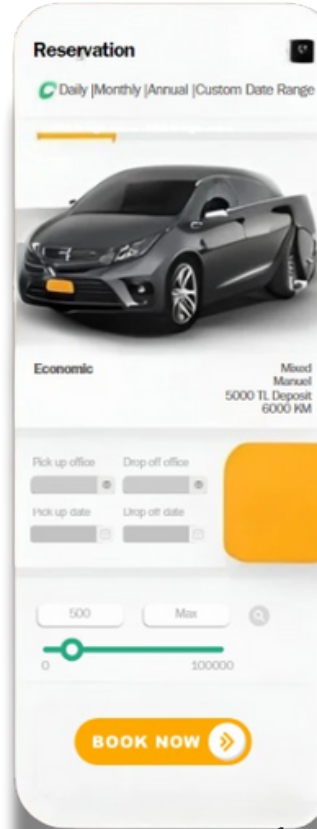 Reservation
Daily |Monthly |Annual |Custom Date Range
Economic
Mixed
Manuel
5000 TL Deposit
6000 KM
Pick up office Drop off office
Pick up date Drop off date
500 Max
0 100000
BOOK NOW